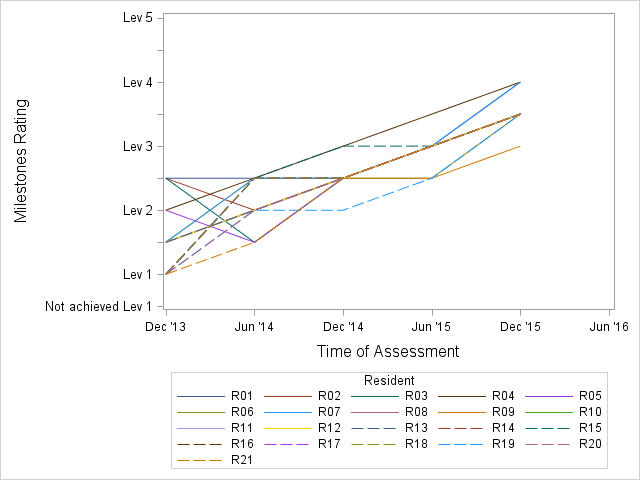 Milestones Rating
Lev 5
Lev 4
Lev 3
Lev 2
Lev 1
Not achieved Lev 1
Dec '13 Jun '14 Dec '14 Jun '15 Dec '15 Jun '16
Time of Assessment
Resident
R01 R02 R03 R04 R05
R06 R07 R08 R09 R10
R11 R12 R13 R14 R15
R16 R17 R18 R19 R20
R21